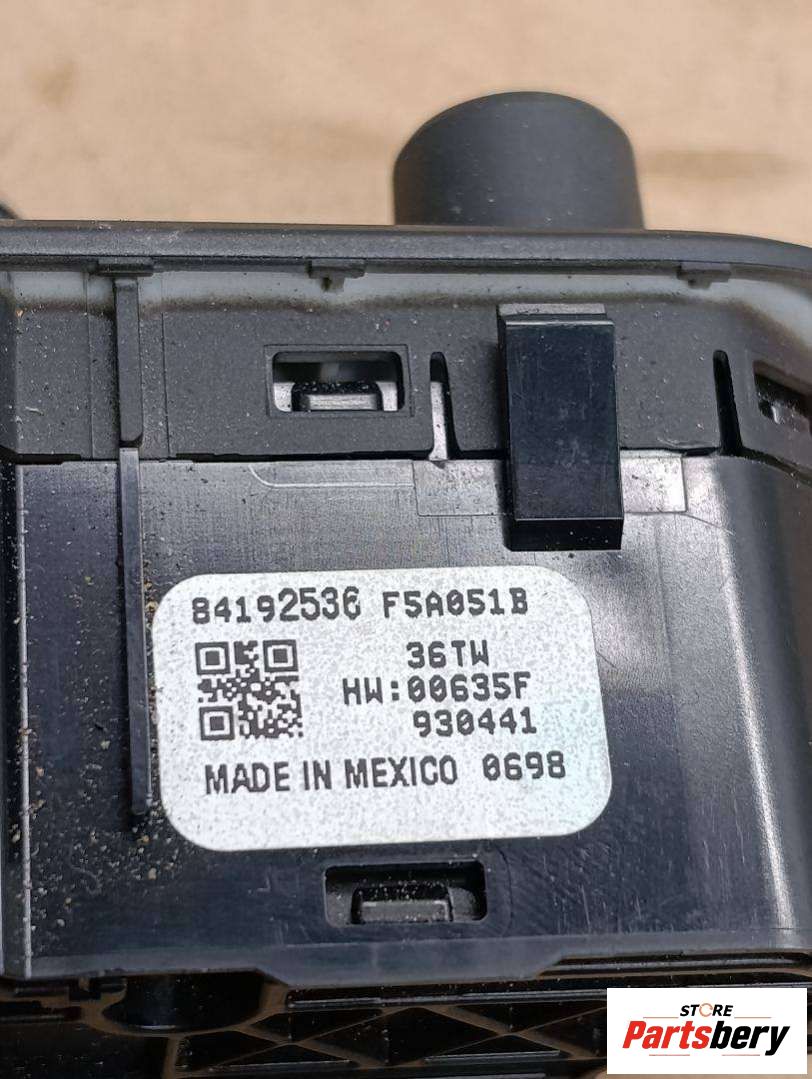 84192536 F5A051B
36TW
HW:00635F
930441
MADE IN MEXICO 0698
STORE
Partsbery